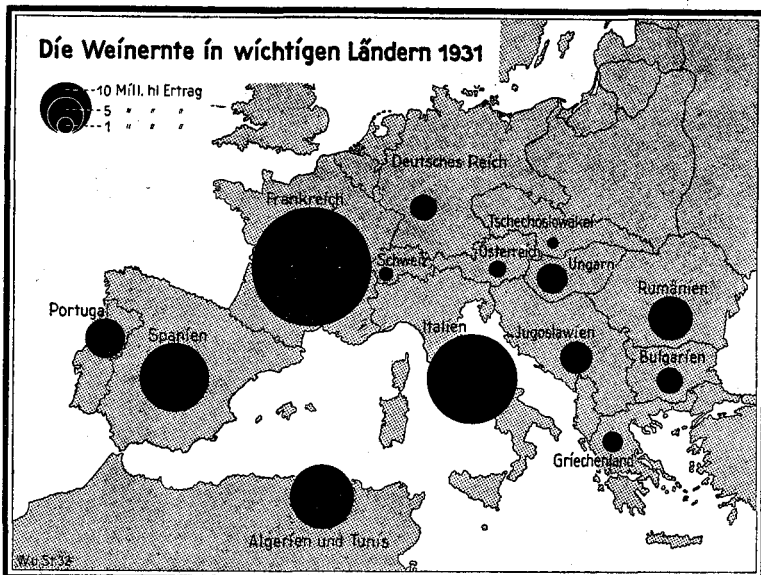 Die Weinernte in wichtigen Ländern 1931
10 Mill. hl Ertrag
5 " " "
1 " " "
Deutsches Reich
Frankreich
Tschechoslowakei
Schweiz
Österreich
Ungarn
Rumänien
Portugal
Spanien
Italien
Jugoslawien
Bulgarien
Griechenland
Algerien und Tunis
W.u.St.32